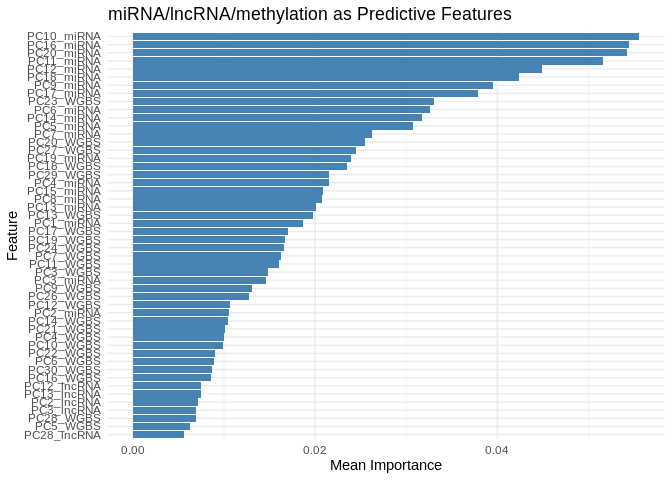 miRNA/lncRNA/methylation as Predictive Features
PC10_miRNA
PC16_miRNA
PC20_miRNA
PC11_miRNA
PC12_miRNA
PC18_miRNA
PC9_miRNA
PC17_miRNA
PC23_WGBS
PC6_miRNA
PC14_miRNA
PC5_miRNA
PC7_miRNA
PC20_WGBS
PC27_WGBS
PC19_miRNA
PC18_WGBS
PC29_WGBS
PC4_miRNA
PC15_miRNA
PC8_miRNA
PC13_miRNA
PC13_WGBS
PC1_miRNA
PC17_WGBS
PC19_WGBS
PC24_WGBS
PC7_WGBS
PC11_WGBS
PC3_WGBS
PC3_miRNA
PC9_WGBS
PC26_WGBS
PC12_WGBS
PC2_miRNA
PC14_WGBS
PC21_WGBS
PC4_WGBS
PC10_WGBS
PC22_WGBS
PC6_WGBS
PC30_WGBS
PC16_WGBS
PC12_lncRNA
PC13_lncRNA
PC2_lncRNA
PC3_lncRNA
PC28_WGBS
PC5_WGBS
PC28_lncRNA
Feature
0.00 0.02 0.04
Mean Importance